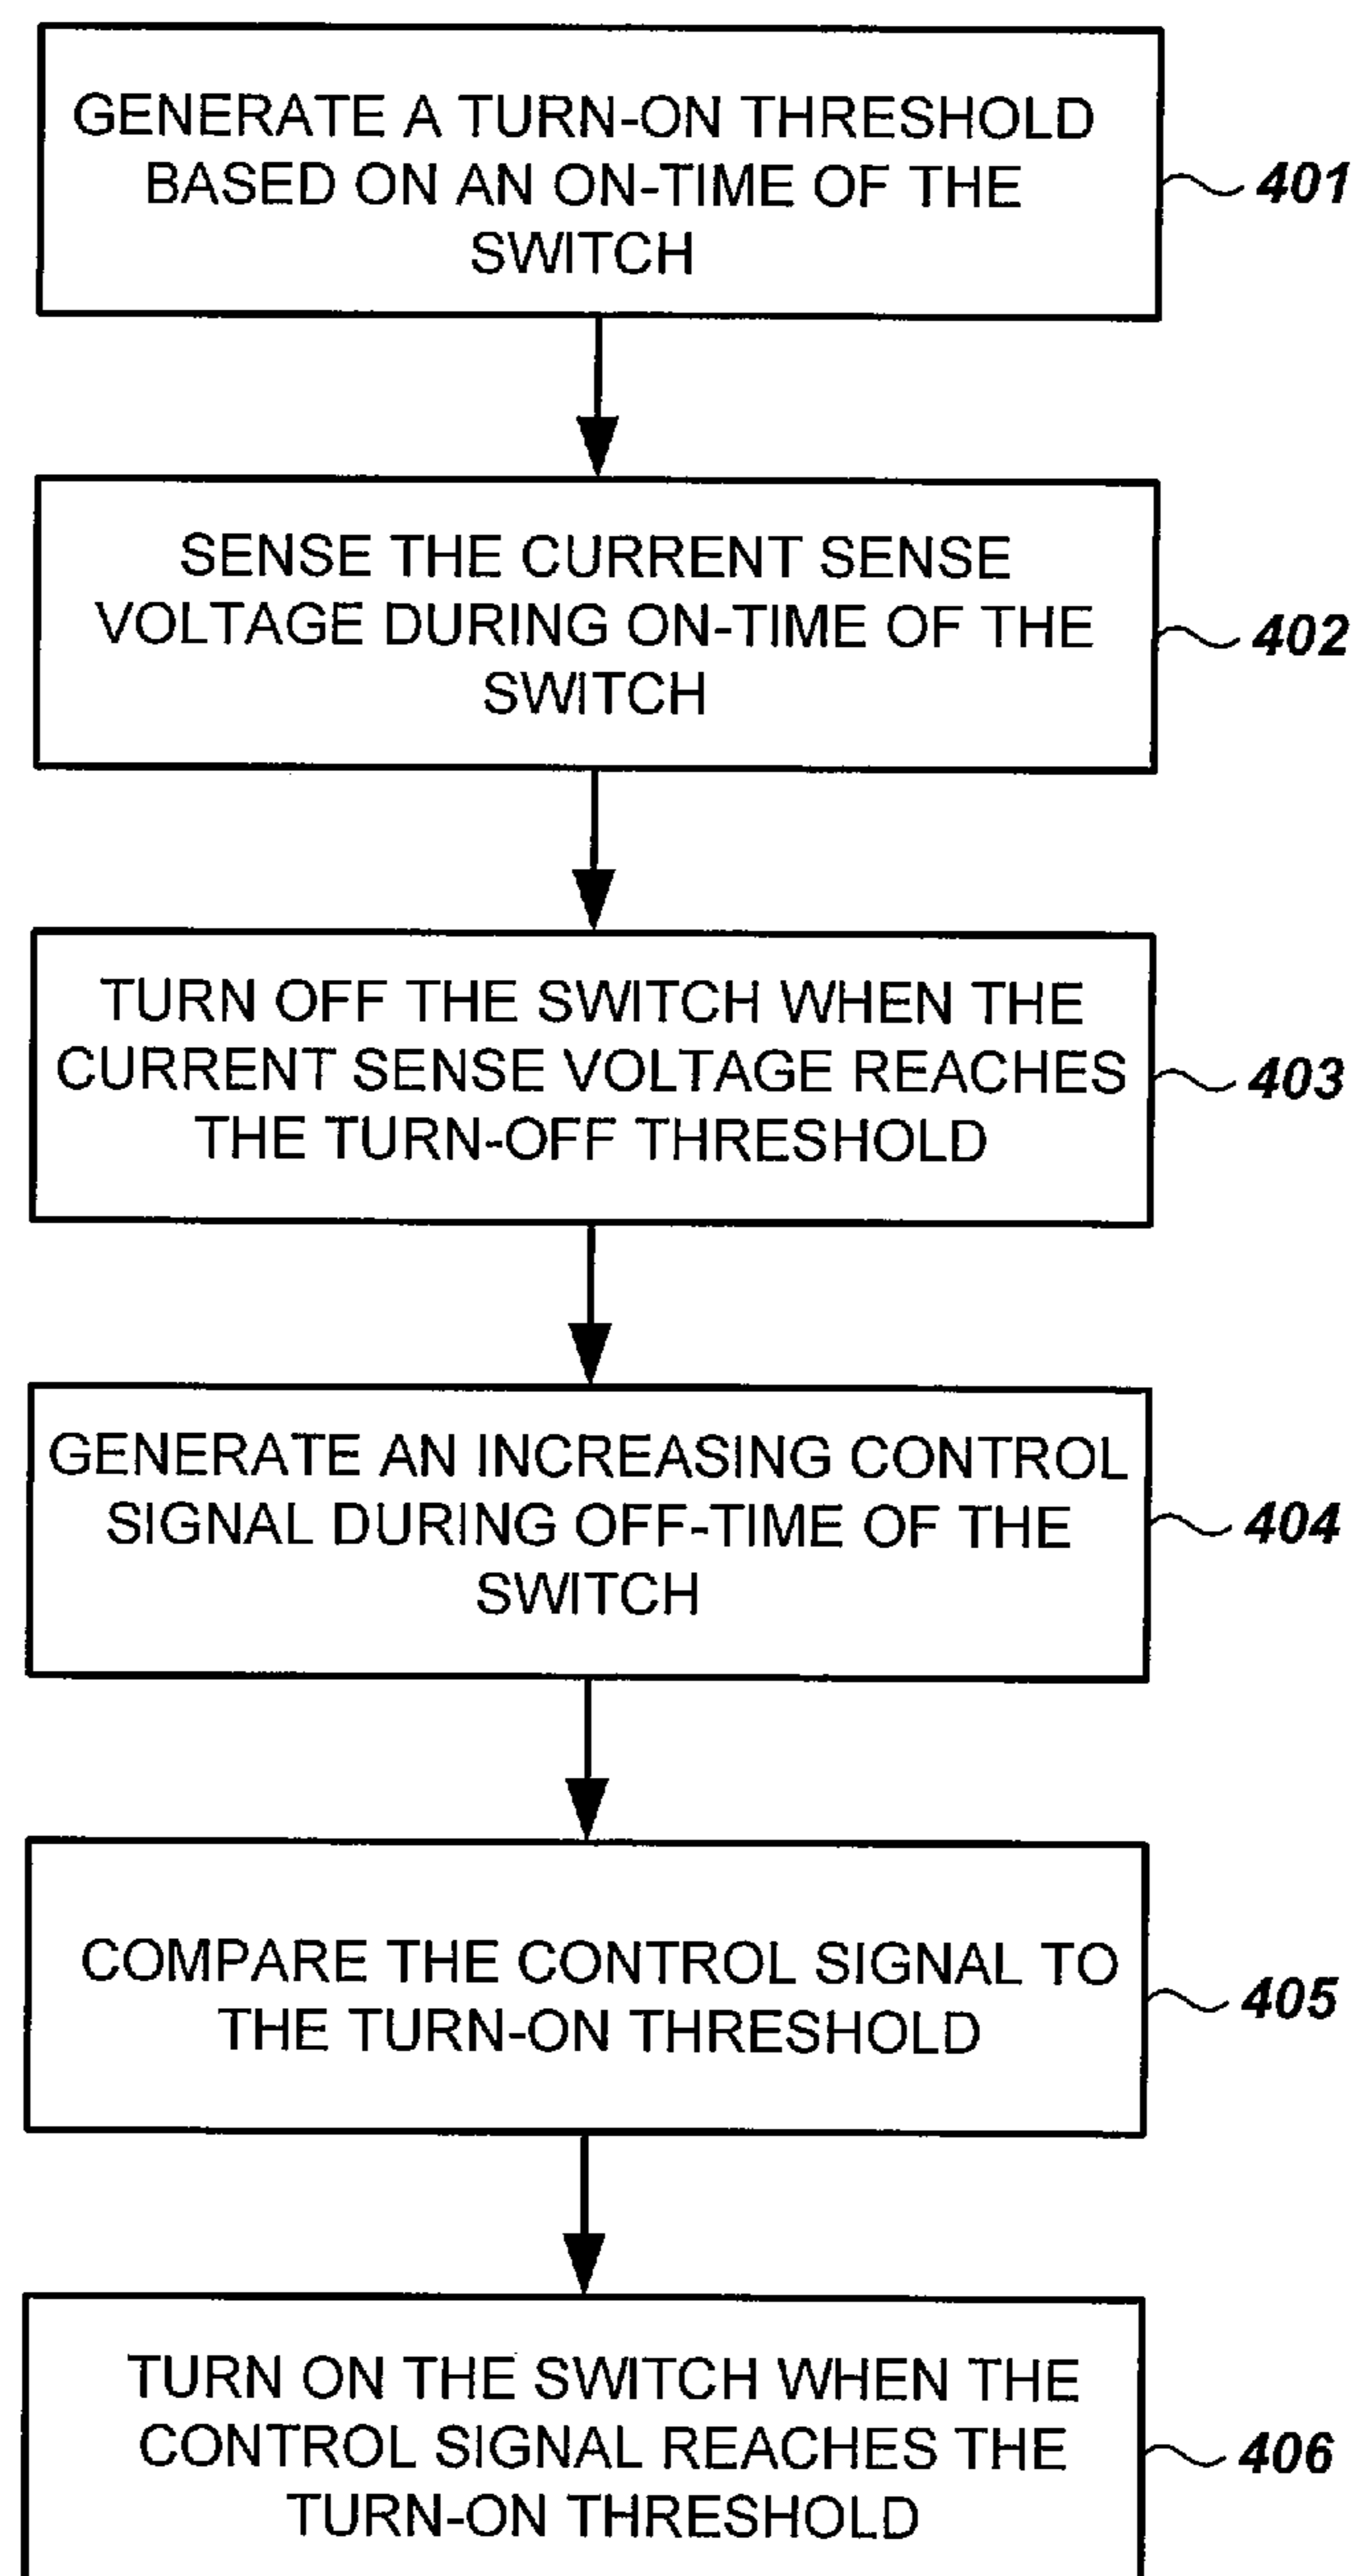 GENERATE A TURN-ON THRESHOLD
BASED ON AN ON-TIME OF THE
SWITCH
401
SENSE THE CURRENT SENSE
VOLTAGE DURING ON-TIME OF THE
SWITCH
402
TURN OFF THE SWITCH WHEN THE
CURRENT SENSE VOLTAGE REACHES
THE TURN-OFF THRESHOLD
403
GENERATE AN INCREASING CONTROL
SIGNAL DURING OFF-TIME OF THE
SWITCH
404
COMPARE THE CONTROL SIGNAL TO
THE TURN-ON THRESHOLD
405
TURN ON THE SWITCH WHEN THE
CONTROL SIGNAL REACHES THE
TURN-ON THRESHOLD
406